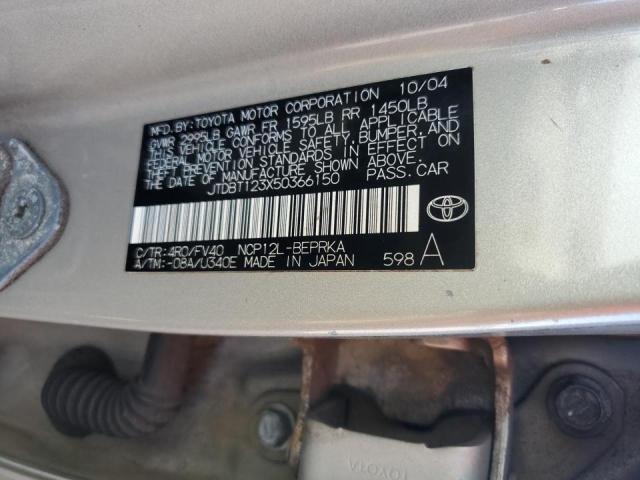 MFD.BY:TOYOTA MOTOR CORPORATION 10/04
GVWR 2995LB GAWR FR 1595LB RR 1450LB
THIS VEHICLE CONFORMS TO ALL APPLICABLE
FEDERAL MOTOR VEHICLE SAFETY,BUMPER,AND
THEFT PREVENTION STANDARDS IN EFFECT ON
THE DATE OF MANUFACTURE SHOWN ABOVE.
JTDBT123X50366150 PASS.CAR
C/TR:4R0/FV40 NCP12L-BEPRKA
A/TM:-08A/U340E MADE IN JAPAN 598 A
TOYOTA